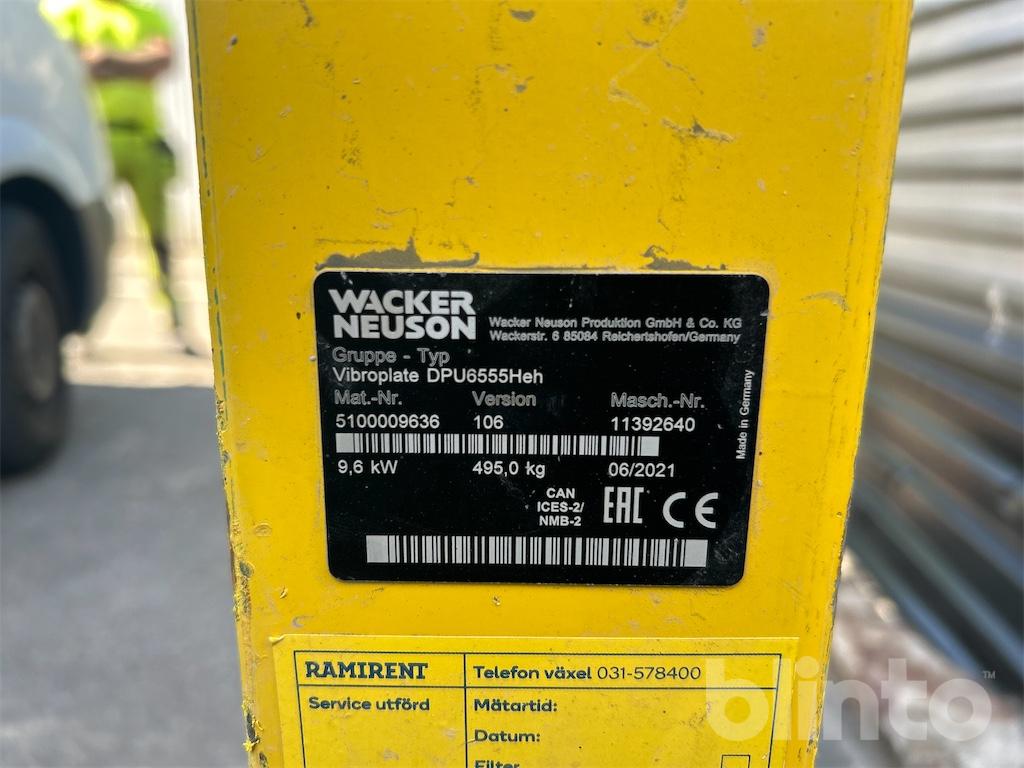 WACKER
NEUSON
Wacker Neuson Produktion GmbH & Co. KG
Wackerstr. 6 85084 Reichertshofen/Germany
Gruppe - Typ
Vibroplate DPU6555Heh
Mat.-Nr. Version Masch.-Nr.
5100009636 106 11392640
9,6 kW 495,0 kg 06/2021
Made in Germany
CAN
ICES-2/
NMB-2
EAC CE
RAMIRENT Telefon växel 031-578400
Service utförd Mätartid:
Datum:
Filter
blinto™